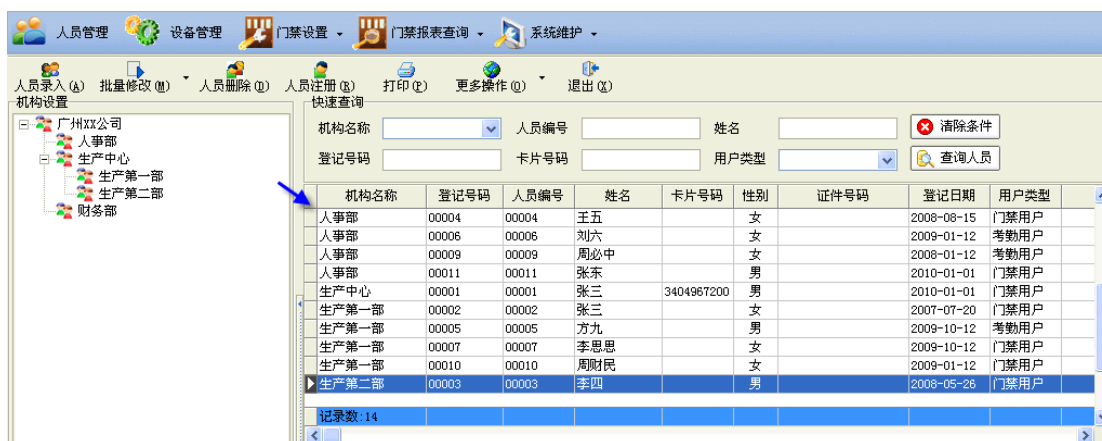 人员管理 设备管理 门禁设置 门禁报表查询 系统维护
人员录入(A) 批量修改(M) 人员删除(D) 人员注册(R) 打印(P) 更多操作(O) 退出(X)
机构设置
广州XX公司
人事部
生产中心
生产第一部
生产第二部
财务部
快速查询
机构名称 人员编号 姓名 清除条件
登记号码 卡片号码 用户类型 查询人员
机构名称 登记号码 人员编号 姓名 卡片号码 性别 证件号码 登记日期 用户类型
人事部 00004 00004 王五 女 2008-08-15 门禁用户
人事部 00006 00006 刘六 女 2009-01-12 考勤用户
人事部 00009 00009 周必中 女 2008-01-12 考勤用户
人事部 00011 00011 张东 男 2010-01-01 门禁用户
生产中心 00001 00001 张三 3404967200 男 2010-01-01 门禁用户
生产第一部 00002 00002 张三 女 2007-07-20 门禁用户
生产第一部 00005 00005 方九 男 2009-10-12 考勤用户
生产第一部 00007 00007 李思思 女 2009-10-12 门禁用户
生产第一部 00010 00010 周财民 女 2009-01-12 门禁用户
生产第二部 00003 00003 李四 男 2008-05-26 门禁用户
记录数:14